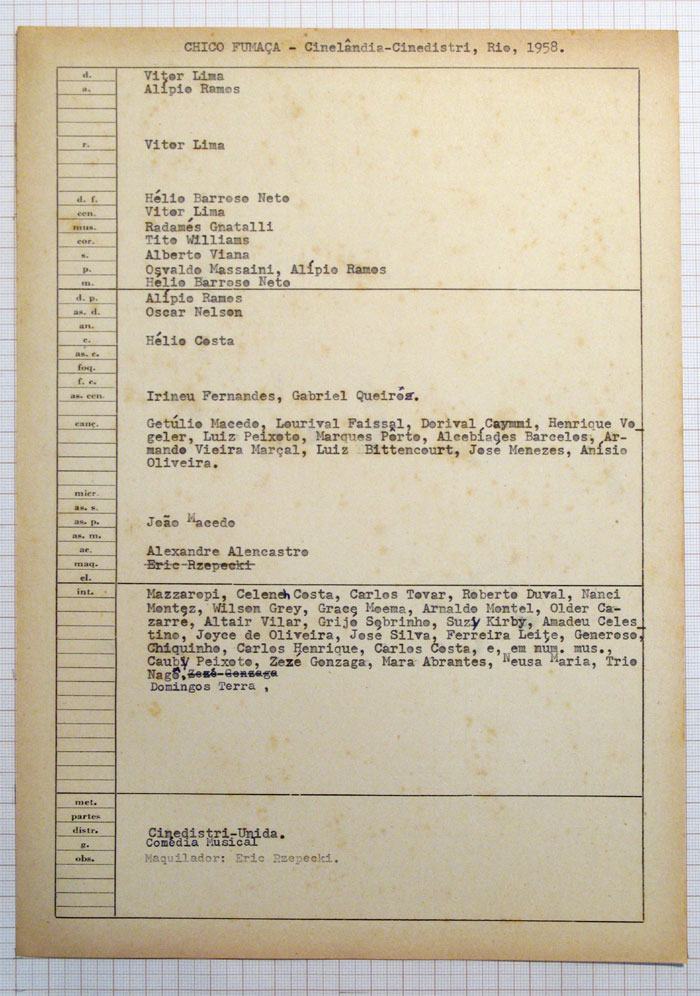 CHICO FUMAÇA - Cinelândia-Cinedistri, Rio, 1958.
d. Vitor Lima
a. Alípio Ramos
r. Vitor Lima
d. f. Hélio Barroso Neto
cen. Vitor Lima
mus. Radamés Gnatalli
cor. Tito Williams
s. Alberto Viana
p. Osvaldo Massaini, Alípio Ramos
m. Hélio Barroso Neto
d. p. Alípio Ramos
as. d. Oscar Nelson
an.
c. Hélio Costa
as. c.
foq.
f. c.
as. cen. Irineu Fernandes, Gabriel Queirós.
canç. Getúlio Macedo, Lourival Faissal, Dorival Caymmi, Henrique Vo_
geler, Luiz Peixoto, Marques Pôrto, Alcebíades Barcelos, Ar-
mando Vieira Marçal, Luiz Bittencourt, José Menezes, Anísio
Oliveira.
micr.
as. s.
as. p. João Macedo
as. m.
ae. Alexandre Alencastro
maq. Eric Rzepecki
el.
int. Mazzaropi, Celeneh Costa, Carlos Tovar, Roberto Duval, Nanci
Montez, Wilson Grey, Grace Moema, Arnaldo Montel, Older Ca-
zarré, Altair Vilar, Grijó Sobrinho, Suzy Kirby, Amadeu Celes_
tino, Joyce de Oliveira, José Silva, Ferreira Leite, Generoso,
Chiquinho, Carlos Henrique, Carlos Costa, e, em num. mus.,
Cauby Peixoto, Zezé Gonzaga, Mara Abrantes, Neusa Maria, Trio
Nagô, Zezé Gonzaga
Domingos Terra ,
met.
partes
distr. Cinedistri-Unida.
g. Comédia Musical
obs. Maquilador: Eric Rzepecki.